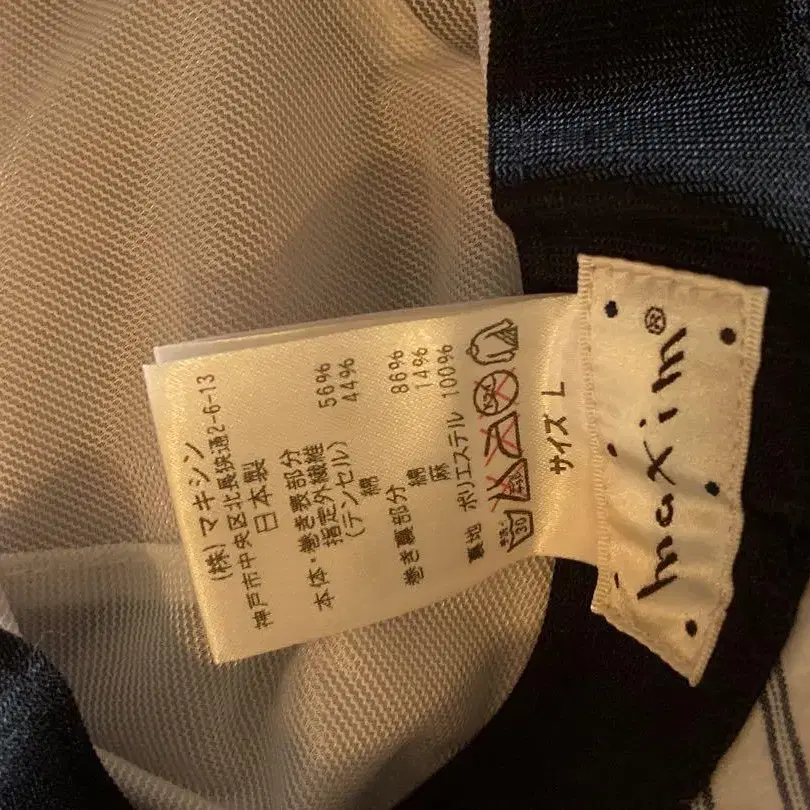 maxim®
サイズ L
(株)マキシン
神戸市中央区北長狭通2-6-13
日本製
本体・巻き表部分
指定外繊維 56%
(テンセル)
綿 44%
巻き裏部分
綿 86%
麻 14%
裏地 ポリエステル 100%
30